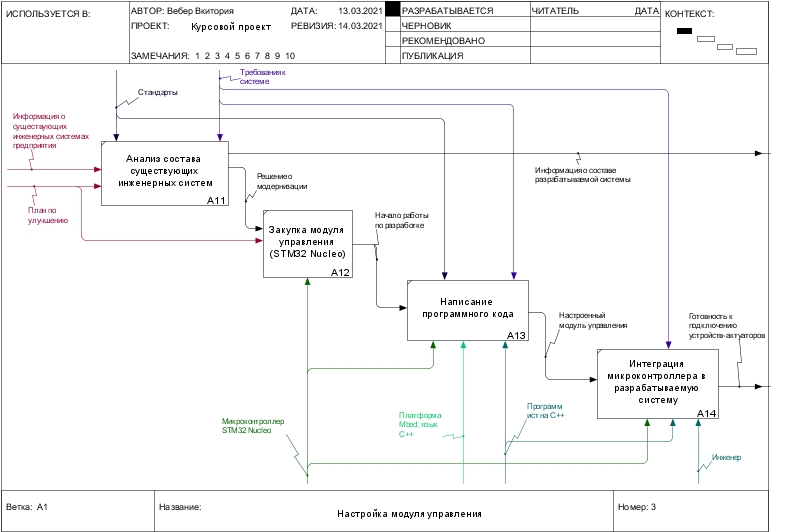 ИСПОЛЬЗУЕТСЯ В:
АВТОР: Вебер Вкитория
ДАТА: 13.03.2021
ПРОЕКТ: Курсовой проект
РЕВИЗИЯ: 14.03.2021
ЗАМЕЧАНИЯ: 1 2 3 4 5 6 7 8 9 10
РАЗРАБАТЫВАЕТСЯ
ЧЕРНОВИК
РЕКОМЕНДОВАНО
ПУБЛИКАЦИЯ
ЧИТАТЕЛЬ ДАТА
КОНТЕКСТ:
Требования к
системе
Стандарты
Информация о
существующих
инженерных системах
предприятия
План по
улучшению
Анализ состава
существующих
инженерных систем
A11
Информация о составе
разрабатываемой системы
Решение о
модернизации
Закупка модуля
управления
(STM32 Nucleo)
A12
Начало работы
по разработке
Написание
программного кода
A13
Настроенный
модуль управления
Готовность к
подключению
устройств-актуаторов
Интеграция
микроконтроллера в
разрабатываемую
систему
A14
Микроконтроллер
STM32 Nucleo
Платформа
Mbed, язык
C++
Программ
ист на C++
Инженер
Ветка: A1
Название:
Настройка модуля управления
Номер: 3